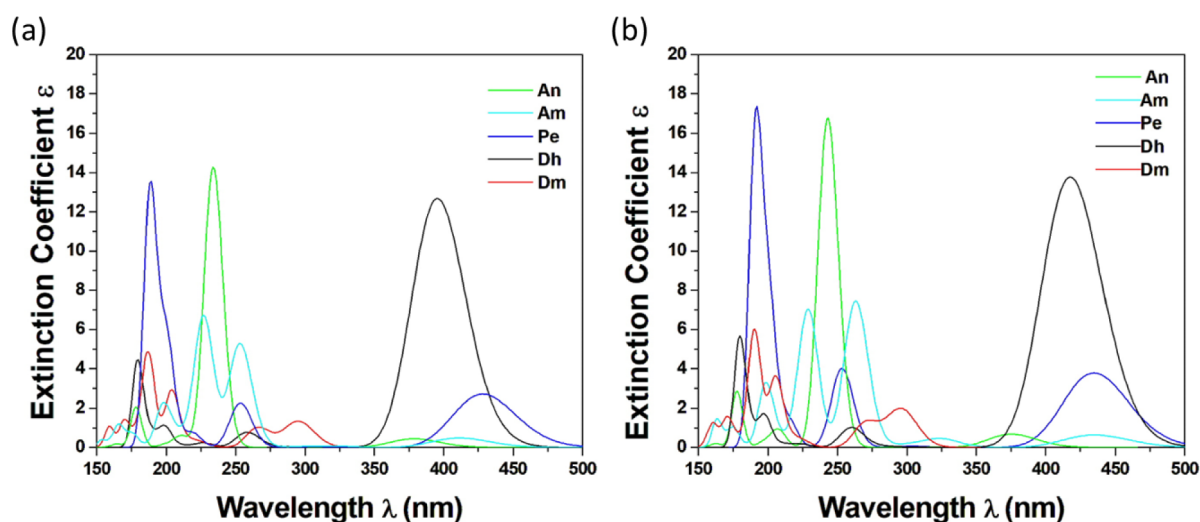 (a)
20
18
16
14
12
10
8
6
4
2
0
Extinction Coefficient ε
An
Am
Pe
Dh
Dm
150 200 250 300 350 400 450 500
Wavelength λ (nm)
(b)
20
18
16
14
12
10
8
6
4
2
0
Extinction Coefficient ε
An
Am
Pe
Dh
Dm
150 200 250 300 350 400 450 500
Wavelength λ (nm)